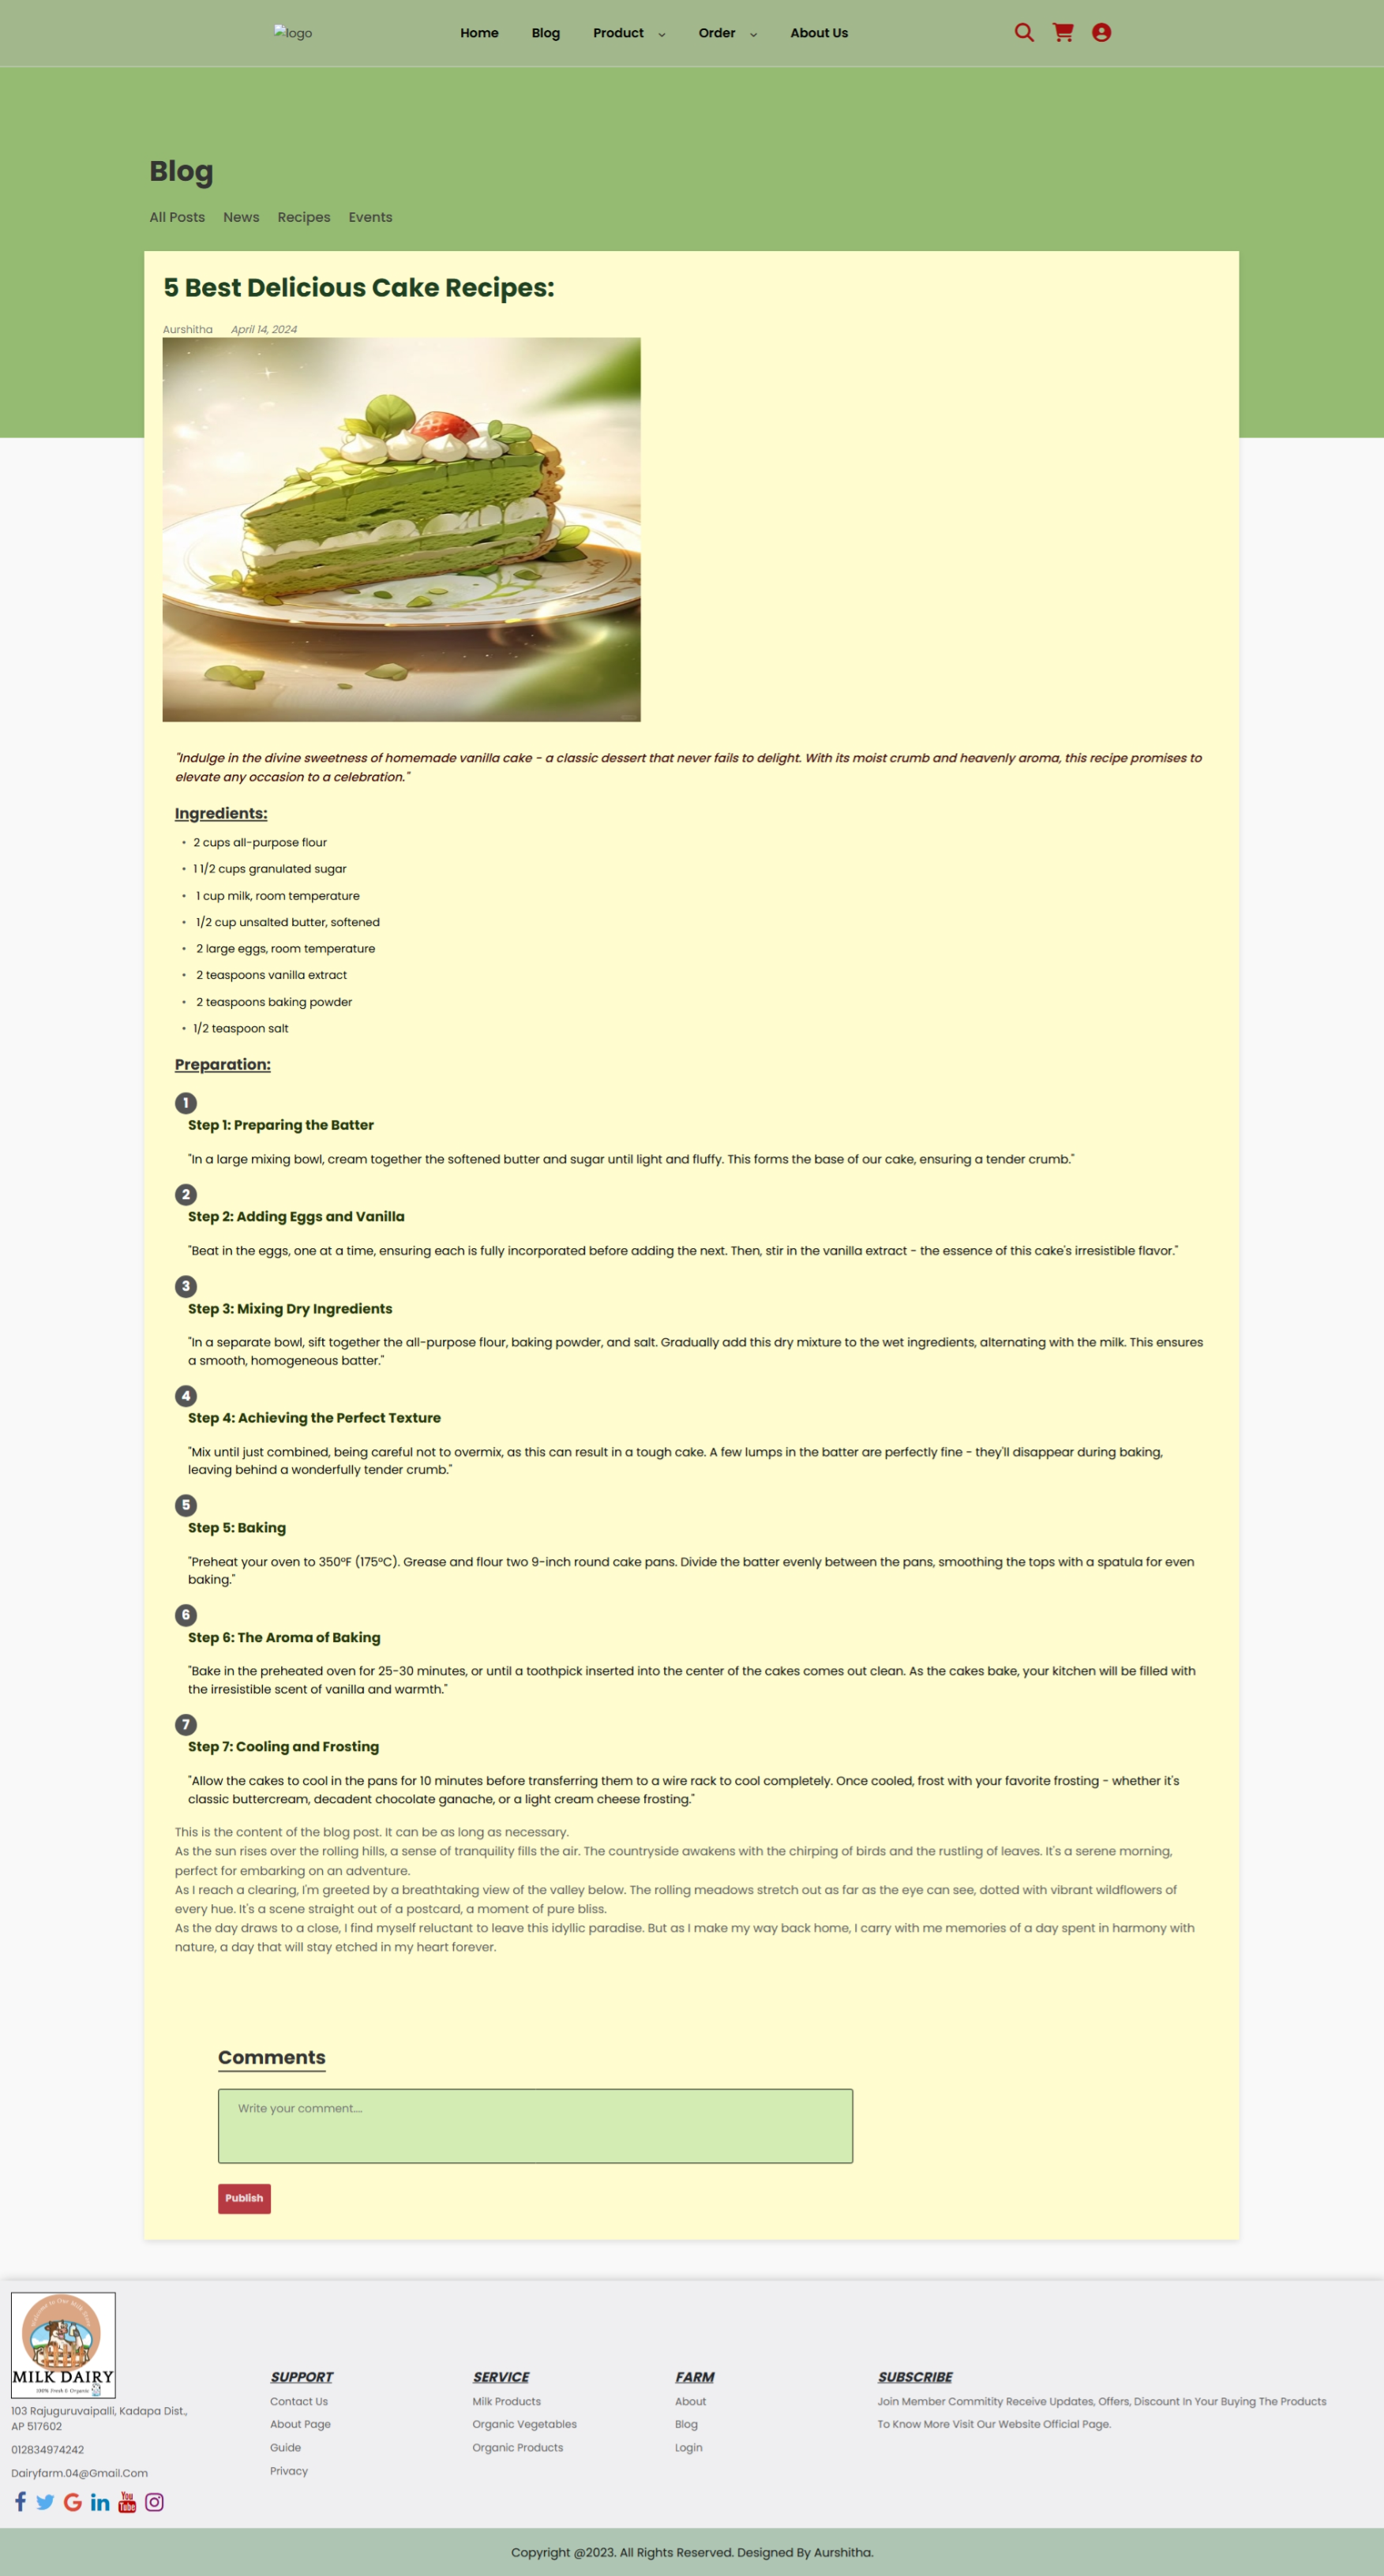 logo
Home Blog Product Order About Us
Blog
All Posts News Recipes Events
5 Best Delicious Cake Recipes:
Aurshitha April 14, 2024
"Indulge in the divine sweetness of homemade vanilla cake - a classic dessert that never fails to delight. With its moist crumb and heavenly aroma, this recipe promises to
elevate any occasion to a celebration."
Ingredients:
• 2 cups all-purpose flour
• 1 1/2 cups granulated sugar
• 1 cup milk, room temperature
• 1/2 cup unsalted butter, softened
• 2 large eggs, room temperature
• 2 teaspoons vanilla extract
• 2 teaspoons baking powder
• 1/2 teaspoon salt
Preparation:
1
Step 1: Preparing the Batter
"In a large mixing bowl, cream together the softened butter and sugar until light and fluffy. This forms the base of our cake, ensuring a tender crumb."
2
Step 2: Adding Eggs and Vanilla
"Beat in the eggs, one at a time, ensuring each is fully incorporated before adding the next. Then, stir in the vanilla extract - the essence of this cake's irresistible flavor."
3
Step 3: Mixing Dry Ingredients
"In a separate bowl, sift together the all-purpose flour, baking powder, and salt. Gradually add this dry mixture to the wet ingredients, alternating with the milk. This ensures
a smooth, homogeneous batter."
4
Step 4: Achieving the Perfect Texture
"Mix until just combined, being careful not to overmix, as this can result in a tough cake. A few lumps in the batter are perfectly fine - they'll disappear during baking,
leaving behind a wonderfully tender crumb."
5
Step 5: Baking
"Preheat your oven to 350°F (175°C). Grease and flour two 9-inch round cake pans. Divide the batter evenly between the pans, smoothing the tops with a spatula for even
baking."
6
Step 6: The Aroma of Baking
"Bake in the preheated oven for 25-30 minutes, or until a toothpick inserted into the center of the cakes comes out clean. As the cakes bake, your kitchen will be filled with
the irresistible scent of vanilla and warmth."
7
Step 7: Cooling and Frosting
"Allow the cakes to cool in the pans for 10 minutes before transferring them to a wire rack to cool completely. Once cooled, frost with your favorite frosting - whether it's
classic buttercream, decadent chocolate ganache, or a light cream cheese frosting."
This is the content of the blog post. It can be as long as necessary.
As the sun rises over the rolling hills, a sense of tranquility fills the air. The countryside awakens with the chirping of birds and the rustling of leaves. It's a serene morning,
perfect for embarking on an adventure.
As I reach a clearing, I'm greeted by a breathtaking view of the valley below. The rolling meadows stretch out as far as the eye can see, dotted with vibrant wildflowers of
every hue. It's a scene straight out of a postcard, a moment of pure bliss.
As the day draws to a close, I find myself reluctant to leave this idyllic paradise. But as I make my way back home, I carry with me memories of a day spent in harmony with
nature, a day that will stay etched in my heart forever.
Comments
Write your comment....
Publish
Welcome to Our Milk Dairy
MILK DAIRY
100% Fresh & Organic
103 Rajuguruvaipalli, Kadapa Dist.,
AP 517602
012834974242
Dairyfarm.04@Gmail.Com
You
Tube
SUPPORT
Contact Us
About Page
Guide
Privacy
SERVICE
Milk Products
Organic Vegetables
Organic Products
FARM
About
Blog
Login
SUBSCRIBE
Join Member Commitity Receive Updates, Offers, Discount In Your Buying The Products
To Know More Visit Our Website Official Page.
Copyright @2023. All Rights Reserved. Designed By Aurshitha.